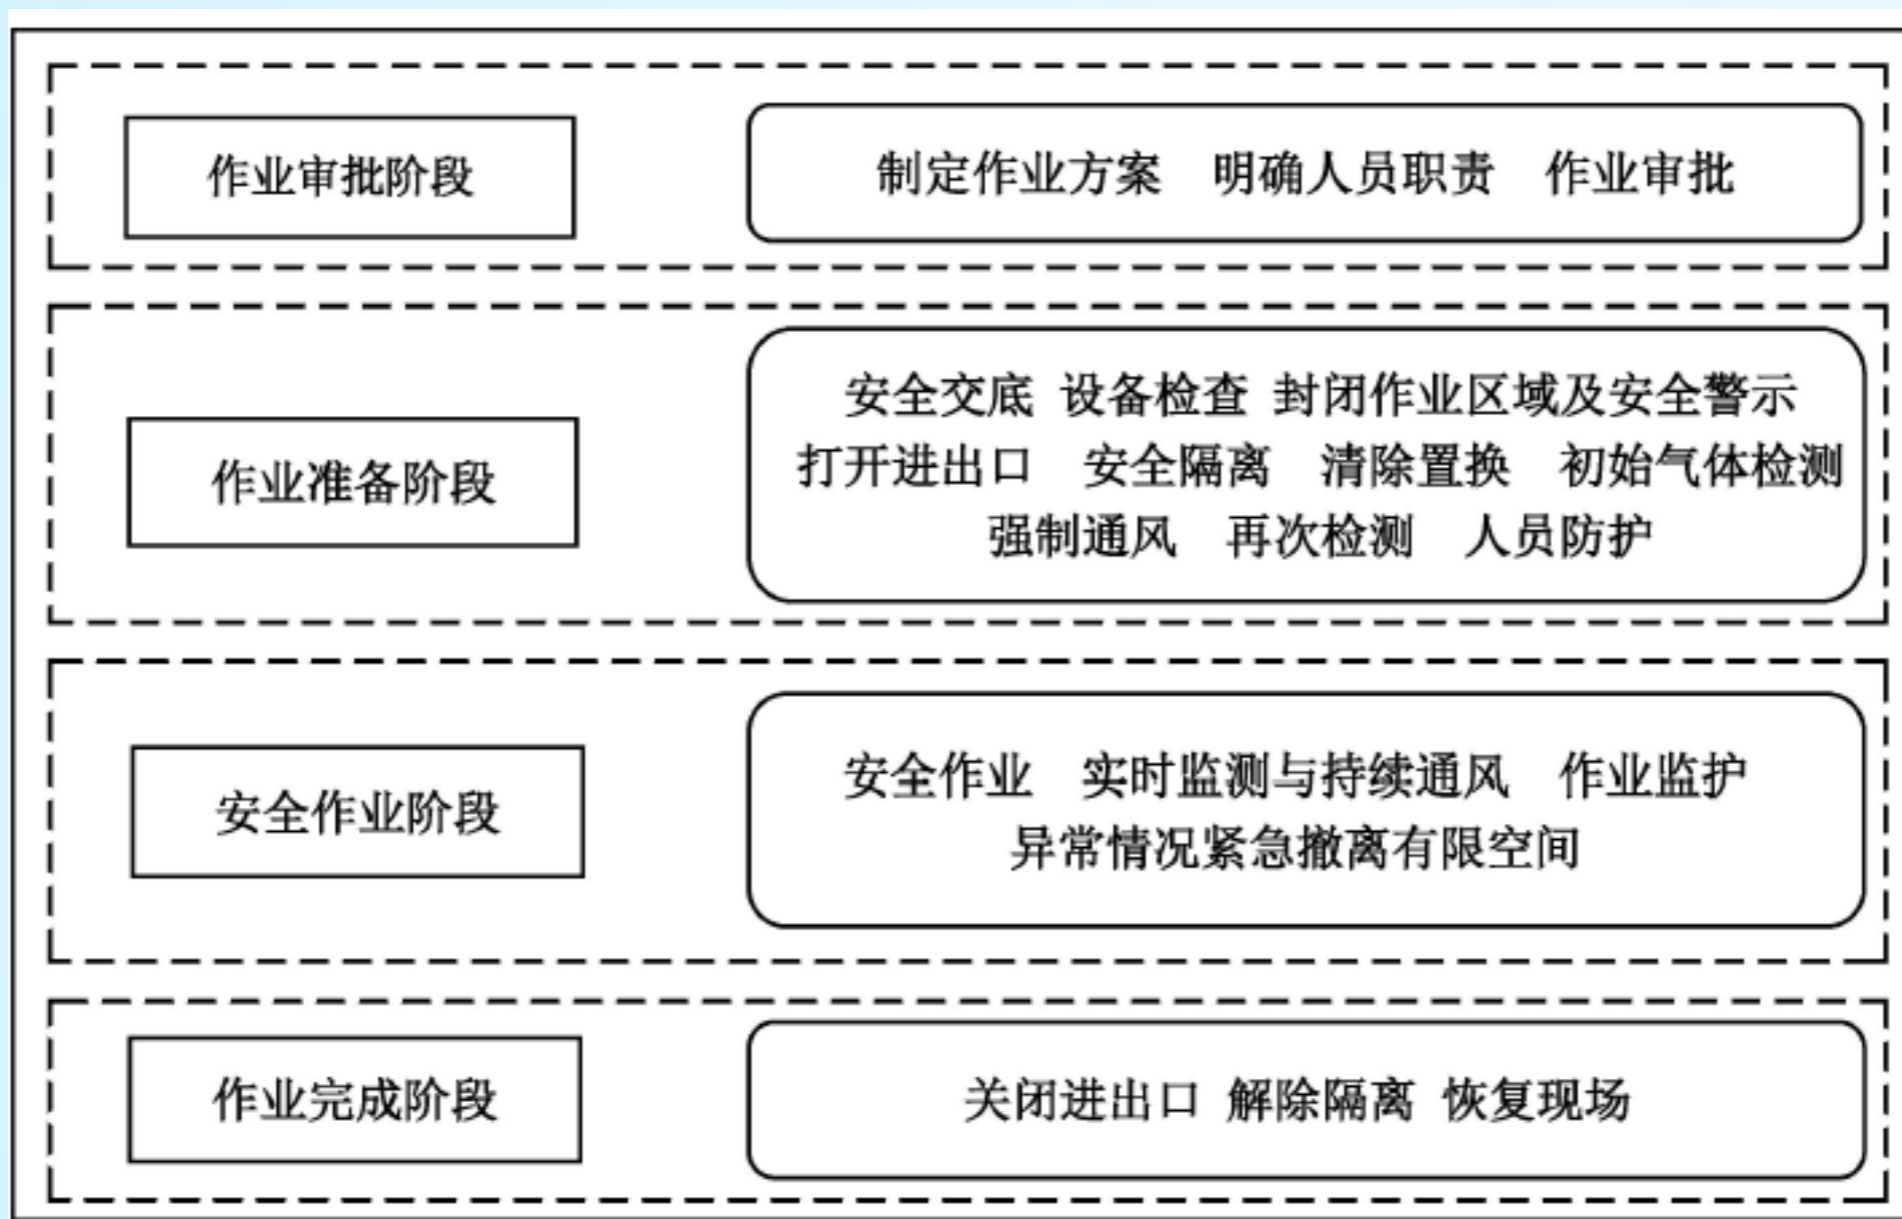 作业审批阶段
制定作业方案 明确人员职责 作业审批
作业准备阶段
安全交底 设备检查 封闭作业区域及安全警示
打开进出口 安全隔离 清除置换 初始气体检测
强制通风 再次检测 人员防护
安全作业阶段
安全作业 实时监测与持续通风 作业监护
异常情况紧急撤离有限空间
作业完成阶段
关闭进出口 解除隔离 恢复现场